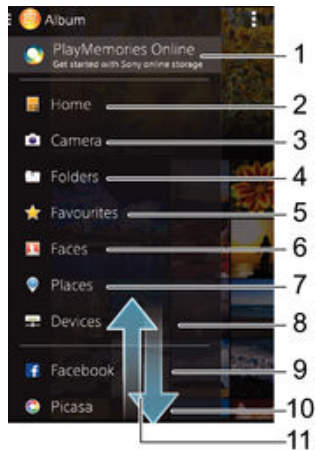 Album
PlayMemories Online
Get started with Sony online storage
1
Home
2
Camera
3
Folders
4
Favourites
5
Faces
6
Places
7
Devices
8
Facebook
9
Picasa
10
11